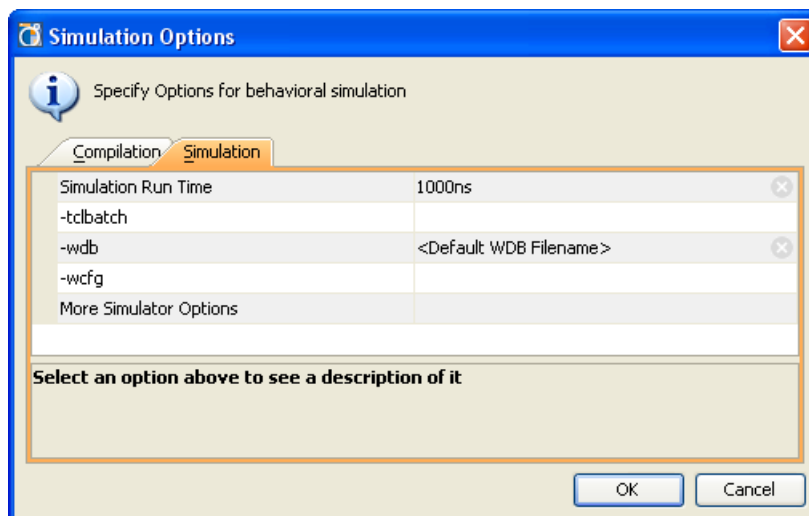 Simulation Options
Specify Options for behavioral simulation
Compilation Simulation
Simulation Run Time 1000ns
-tclbatch
-wdb <Default WDB Filename>
-wcfg
More Simulator Options
Select an option above to see a description of it
OK Cancel